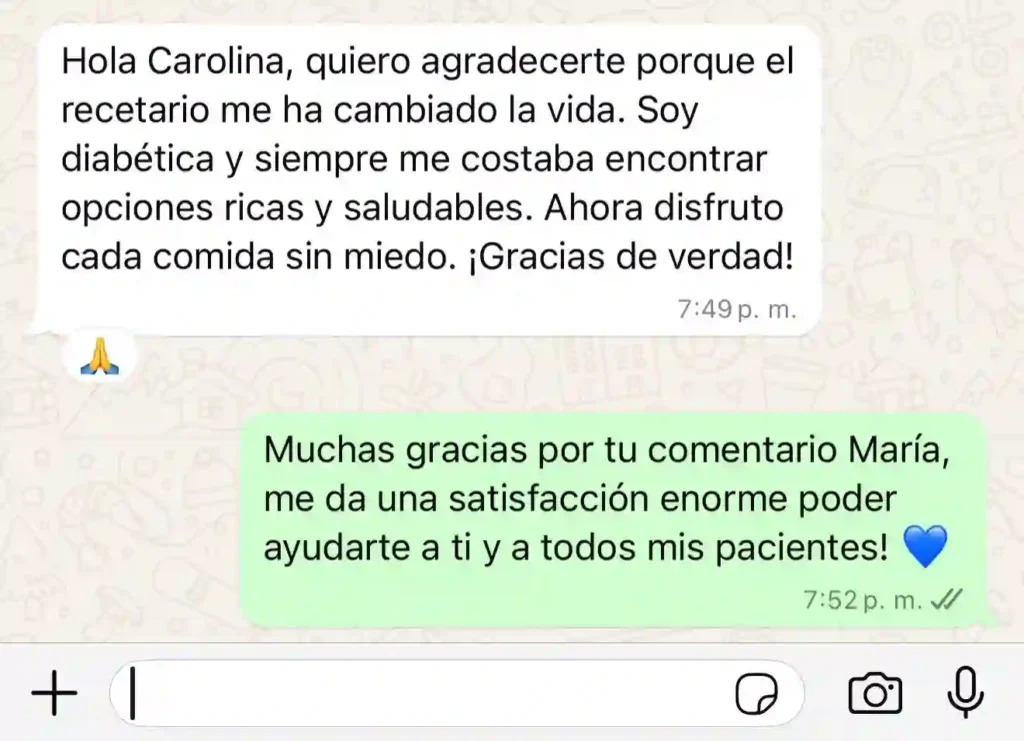 Hola Carolina, quiero agradecerte porque el
recetario me ha cambiado la vida. Soy
diabética y siempre me costaba encontrar
opciones ricas y saludables. Ahora disfruto
cada comida sin miedo. ¡Gracias de verdad!
7:49 p. m.
🙏
Muchas gracias por tu comentario María,
me da una satisfacción enorme poder
ayudarte a ti y a todos mis pacientes! 💙
7:52 p. m.